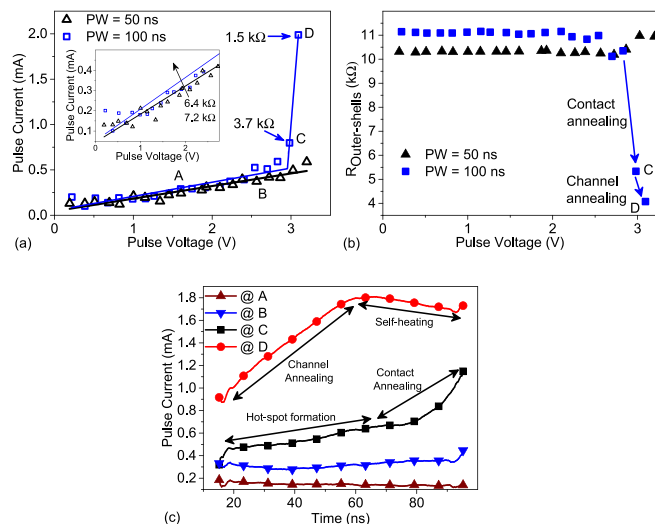 PW = 50 ns
PW = 100 ns
D
1.5 kΩ
2.0
1.5
1.0
0.5
0.0
Pulse Current (mA)
0.4
0.3
0.2
0.1
Pulse Current (mA)
6.4 kΩ
7.2 kΩ
0 1 2
Pulse Voltage (V)
3.7 kΩ
C
A
B
0 1 2 3
(a) Pulse Voltage (V)
11
10
9
8
7
6
5
4
R Outer-shells (kΩ)
Contact
annealing
PW = 50 ns
PW = 100 ns
C
Channel
annealing
D
0 1 2 3
(b) Pulse Voltage (V)
1.8
1.6
1.4
1.2
1.0
0.8
0.6
0.4
0.2
Pulse Current (mA)
@ A
@ B
@ C
@ D
Self-heating
Channel
Annealing
Contact
Annealing
Hot-spot formation
20 40 60 80
(c) Time (ns)